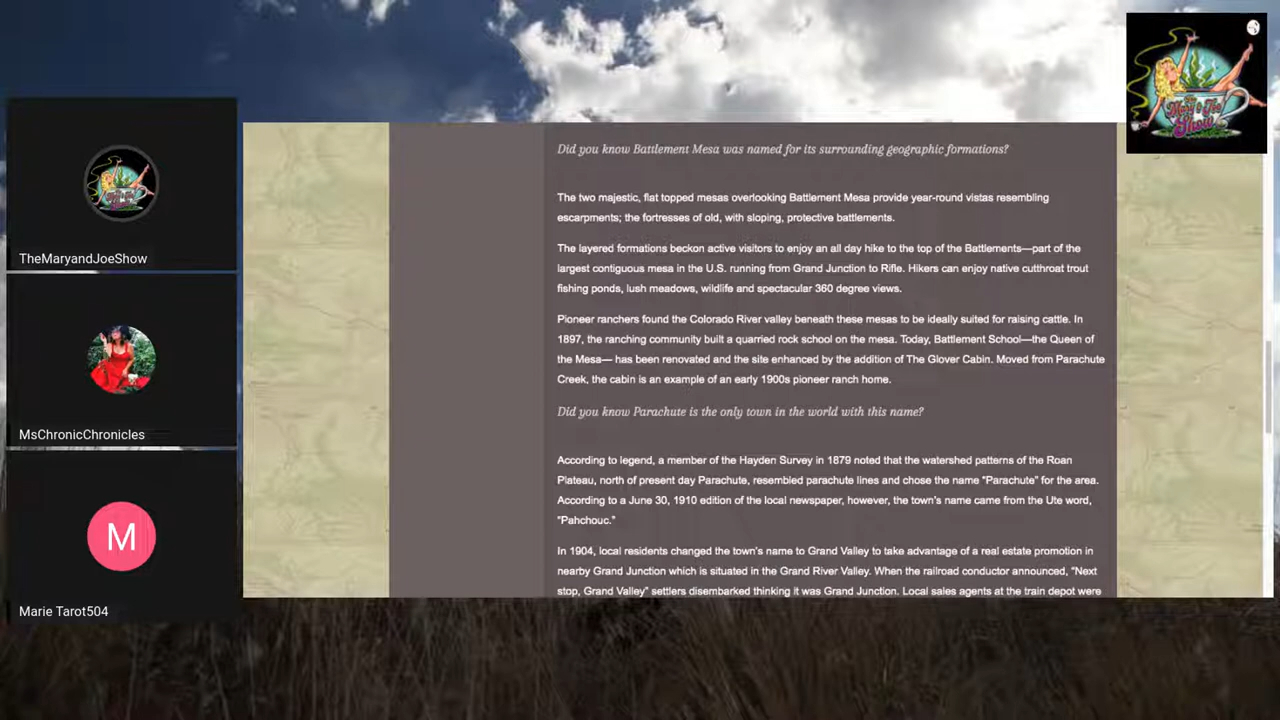 The Mary & Joe Show
TheMaryandJoeShow
MsChronicChronicles
M
Marie Tarot504
Did you know Battlement Mesa was named for its surrounding geographic formations?
The two majestic, flat topped mesas overlooking Battlement Mesa provide year-round vistas resembling
escarpments; the fortresses of old, with sloping, protective battlements.
The layered formations beckon active visitors to enjoy an all day hike to the top of the Battlements—part of the
largest contiguous mesa in the U.S. running from Grand Junction to Rifle. Hikers can enjoy native cutthroat trout
fishing ponds, lush meadows, wildlife and spectacular 360 degree views.
Pioneer ranchers found the Colorado River valley beneath these mesas to be ideally suited for raising cattle. In
1897, the ranching community built a quarried rock school on the mesa. Today, Battlement School—the Queen of
the Mesa— has been renovated and the site enhanced by the addition of The Glover Cabin. Moved from Parachute
Creek, the cabin is an example of an early 1900s pioneer ranch home.
Did you know Parachute is the only town in the world with this name?
According to legend, a member of the Hayden Survey in 1879 noted that the watershed patterns of the Roan
Plateau, north of present day Parachute, resembled parachute lines and chose the name "Parachute" for the area.
According to a June 30, 1910 edition of the local newspaper, however, the town's name came from the Ute word,
"Pahchouc."
In 1904, local residents changed the town's name to Grand Valley to take advantage of a real estate promotion in
nearby Grand Junction which is situated in the Grand River Valley. When the railroad conductor announced, "Next
stop, Grand Valley" settlers disembarked thinking it was Grand Junction. Local sales agents at the train depot were